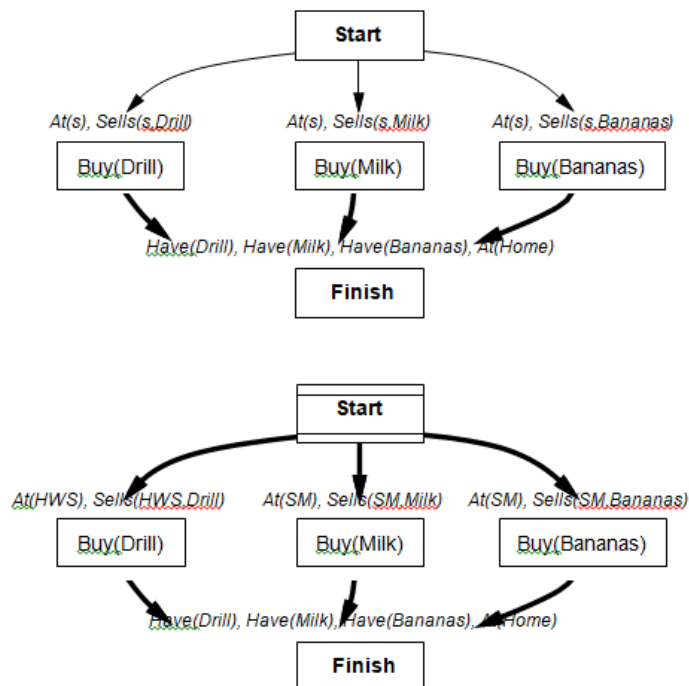 Start
At(s), Sells(s,Drill) At(s), Sells(s,Milk) At(s), Sells(s,Bananas)
Buy(Drill) Buy(Milk) Buy(Bananas)
Have(Drill), Have(Milk), Have(Bananas), At(Home)
Finish
Start
At(HWS), Sells(HWS,Drill) At(SM), Sells(SM,Milk) At(SM), Sells(SM,Bananas)
Buy(Drill) Buy(Milk) Buy(Bananas)
Have(Drill), Have(Milk), Have(Bananas), At(Home)
Finish